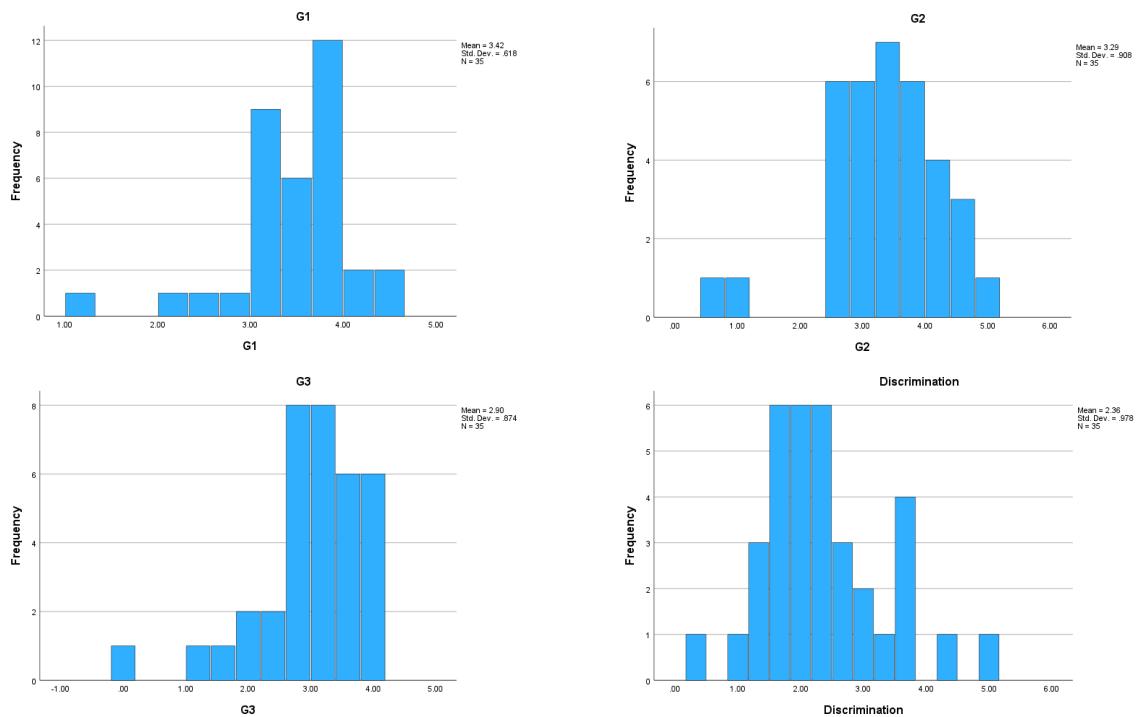 G1
Mean = 3.42
Std. Dev. = .618
N = 35
12
10
8
6
4
2
0
Frequency
1.00 2.00 3.00 4.00 5.00
G1
G2
Mean = 3.29
Std. Dev. = .908
N = 35
6
4
2
0
Frequency
.00 1.00 2.00 3.00 4.00 5.00 6.00
G2
G3
Mean = 2.90
Std. Dev. = .874
N = 35
8
6
4
2
0
Frequency
-1.00 .00 1.00 2.00 3.00 4.00 5.00
G3
Discrimination
Mean = 2.36
Std. Dev. = .978
N = 35
6
5
4
3
2
1
0
Frequency
.00 1.00 2.00 3.00 4.00 5.00 6.00
Discrimination